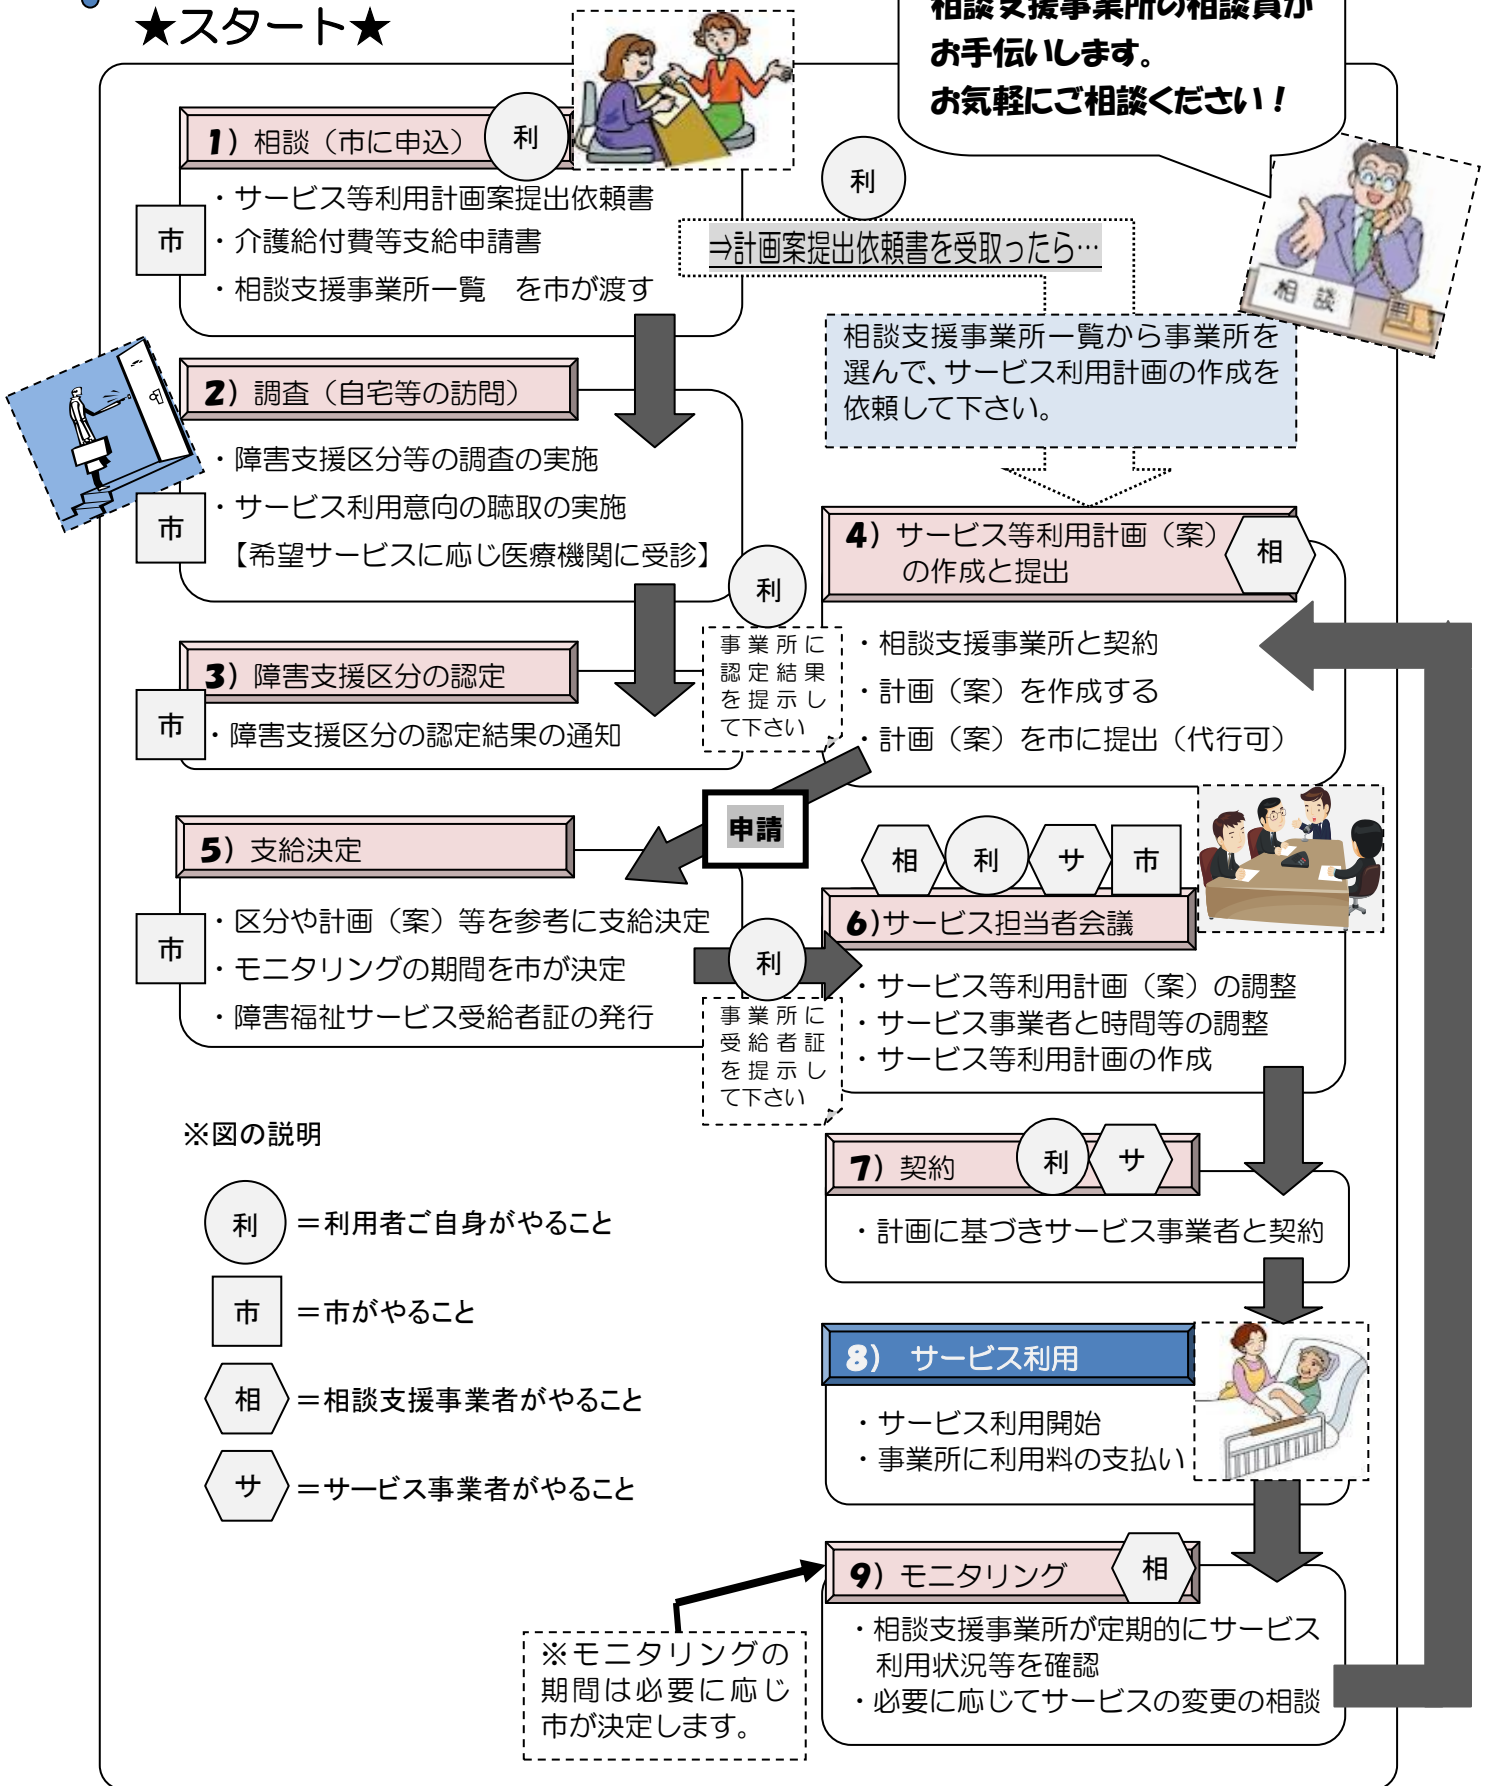 ★スタート★
相談支援事業所の相談員が
お手伝いします。
お気軽にご相談ください！
1）相談（市に申込）
利
市
・サービス等利用計画案提出依頼書
・介護給付費等支給申請書
・相談支援事業所一覧　を市が渡す
利
⇒計画案提出依頼書を受取ったら…
相談
相談支援事業所一覧から事業所を
選んで、サービス利用計画の作成を
依頼して下さい。
2）調査（自宅等の訪問）
市
・障害支援区分等の調査の実施
・サービス利用意向の聴取の実施
【希望サービスに応じ医療機関に受診】
3）障害支援区分の認定
市
・障害支援区分の認定結果の通知
利
事業所に
認定結果
を提示し
て下さい
4）サービス等利用計画（案）
の作成と提出
相
・相談支援事業所と契約
・計画（案）を作成する
・計画（案）を市に提出（代行可）
申請
5）支給決定
市
・区分や計画（案）等を参考に支給決定
・モニタリングの期間を市が決定
・障害福祉サービス受給者証の発行
利
事業所に
受給者証
を提示し
て下さい
相
利
サ
市
6)サービス担当者会議
・サービス等利用計画（案）の調整
・サービス事業者と時間等の調整
・サービス等利用計画の作成
7）契約
利
サ
・計画に基づきサービス事業者と契約
8）　サービス利用
・サービス利用開始
・事業所に利用料の支払い
9）モニタリング
相
・相談支援事業所が定期的にサービス
利用状況等を確認
・必要に応じてサービスの変更の相談
※モニタリングの
期間は必要に応じ
市が決定します。
※図の説明
利 ＝利用者ご自身がやること
市 ＝市がやること
相 ＝相談支援事業者がやること
サ ＝サービス事業者がやること